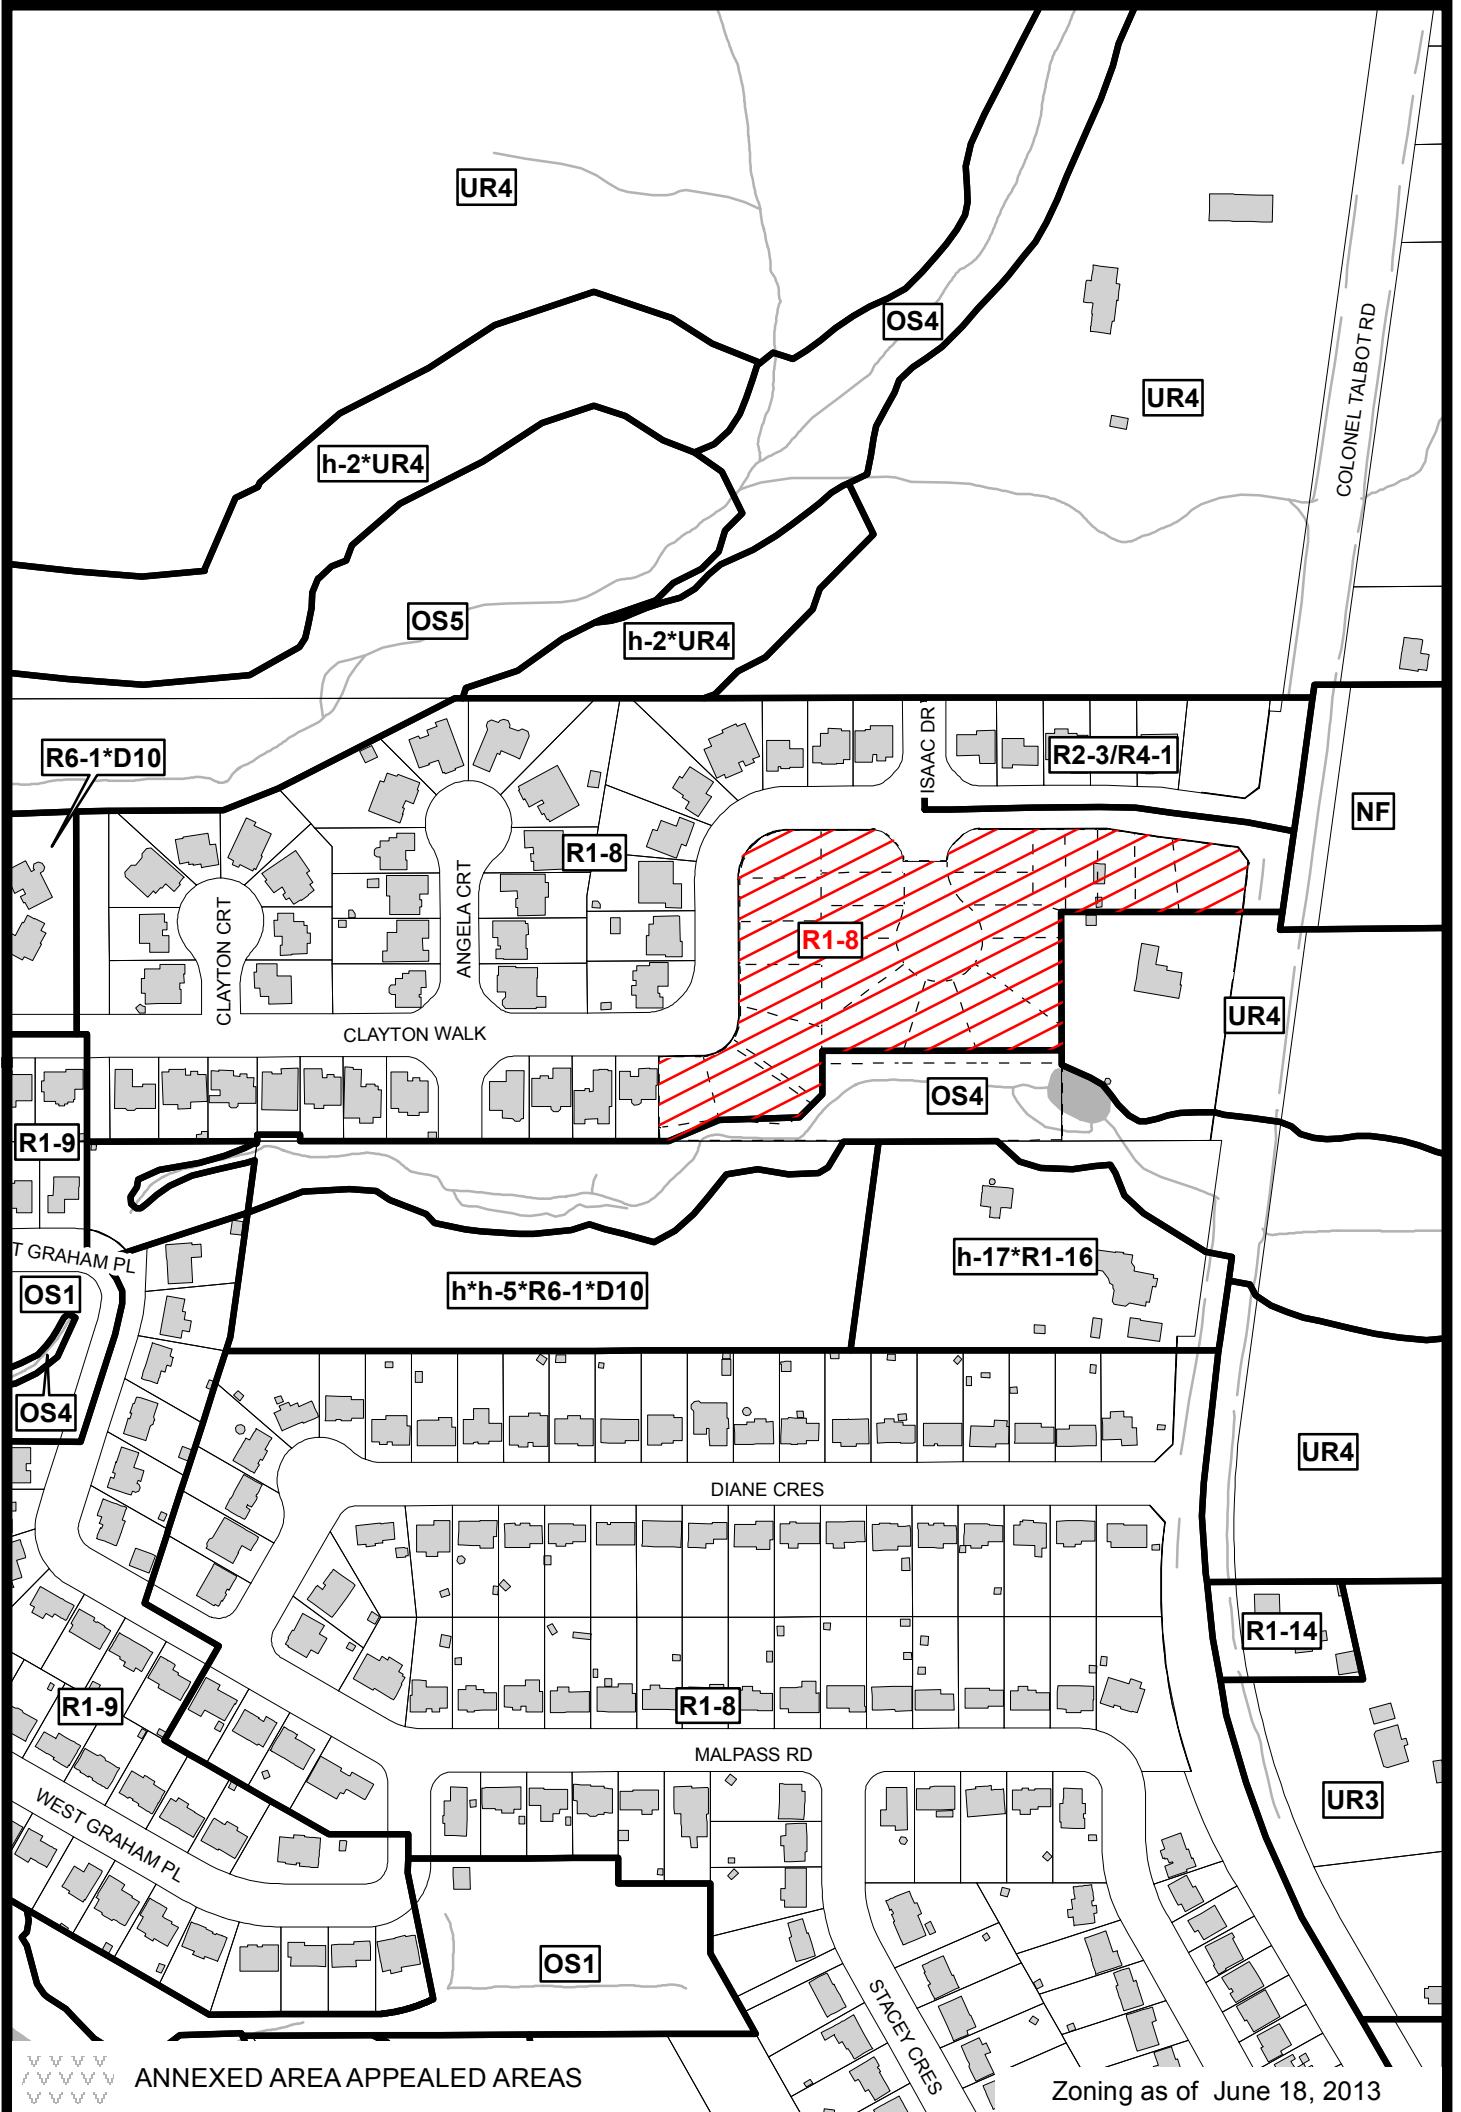 UR4
OS4
UR4
COLONEL TALBOT RD
h-2*UR4
OS5
h-2*UR4
R6-1*D10
ISAAC DR
R2-3/R4-1
NF
R1-8
ANGELA CRT
CLAYTON CRT
R1-8
CLAYTON WALK
UR4
OS4
R1-9
T GRAHAM PL
OS1
h*h-5*R6-1*D10
h-17*R1-16
OS4
UR4
DIANE CRES
R1-14
R1-9
R1-8
MALPASS RD
WEST GRAHAM PL
UR3
OS1
STACEY CRES
ANNEXED AREA APPEALED AREAS
Zoning as of June 18, 2013